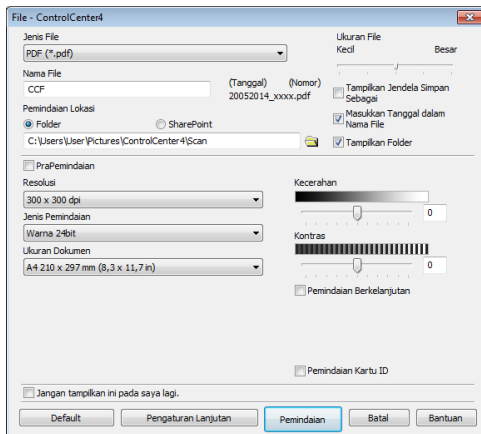 File - ControlCenter4
Jenis File
PDF (*.pdf)
Ukuran File
Kecil
Besar
Nama File
CCF
(Tanggal)
(Nomor)
20052014_xxxx.pdf
Tampilkan Jendela Simpan
Sebagai
Masukkan Tanggal dalam
Nama File
Pemindaian Lokasi
Folder
SharePoint
C:\Users\User\Pictures\ControlCenter4\Scan
Tampilkan Folder
PraPemindaian
Resolusi
300 x 300 dpi
Jenis Pemindaian
Warna 24bit
Ukuran Dokumen
A4 210 x 297 mm (8,3 x 11,7 in)
Kecerahan
0
Kontras
0
Pemindaian Berkelanjutan
Pemindaian Kartu ID
Jangan tampilkan ini pada saya lagi.
Default
Pengaturan Lanjutan
Pemindaian
Batal
Bantuan